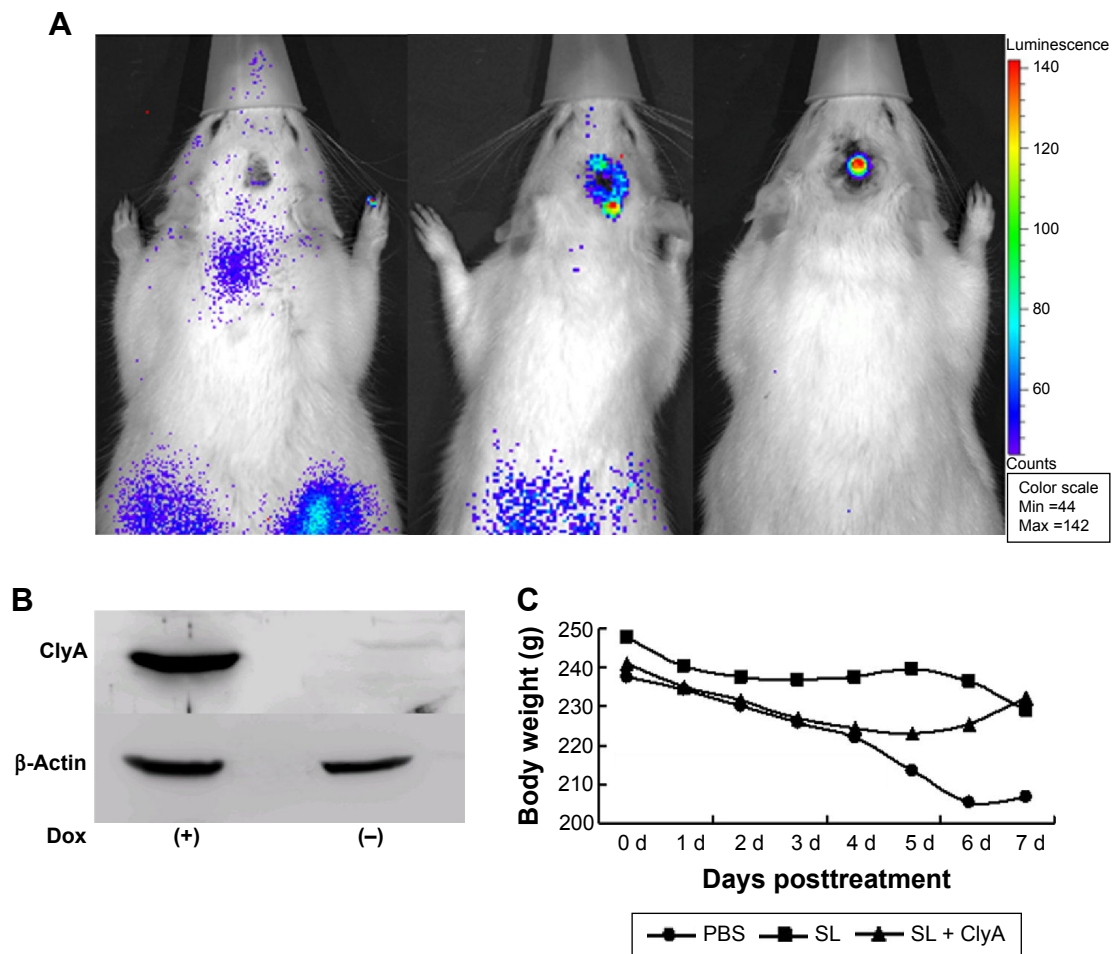 A
Luminescence
140
120
100
80
60
Counts
Color scale
Min =44
Max =142
B
ClyA
β-Actin
Dox (+) (–)
C
Body weight (g)
250
240
230
220
210
200
0 d 1 d 2 d 3 d 4 d 5 d 6 d 7 d
Days posttreatment
PBS SL SL + ClyA